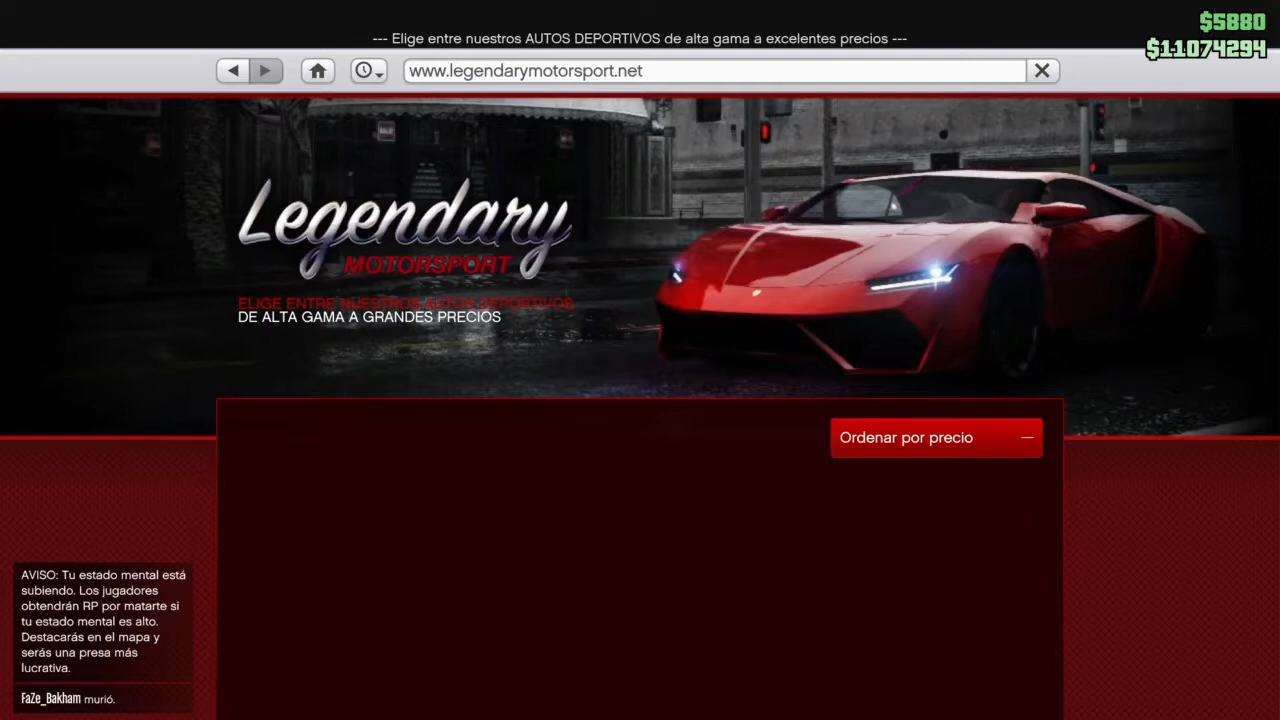 $5880
--- Elige entre nuestros AUTOS DEPORTIVOS de alta gama a excelentes precios ---
$11074294
www.legendarymotorsport.net
Legendary
MOTORSPORT
ELIGE ENTRE NUESTROS AUTOS DEPORTIVOS
DE ALTA GAMA A GRANDES PRECIOS
Ordenar por precio
AVISO: Tu estado mental está
subiendo. Los jugadores
obtendrán RP por matarte si
tu estado mental es alto.
Destacarás en el mapa y
serás una presa más
lucrativa.
FaZe_Bakham murió.